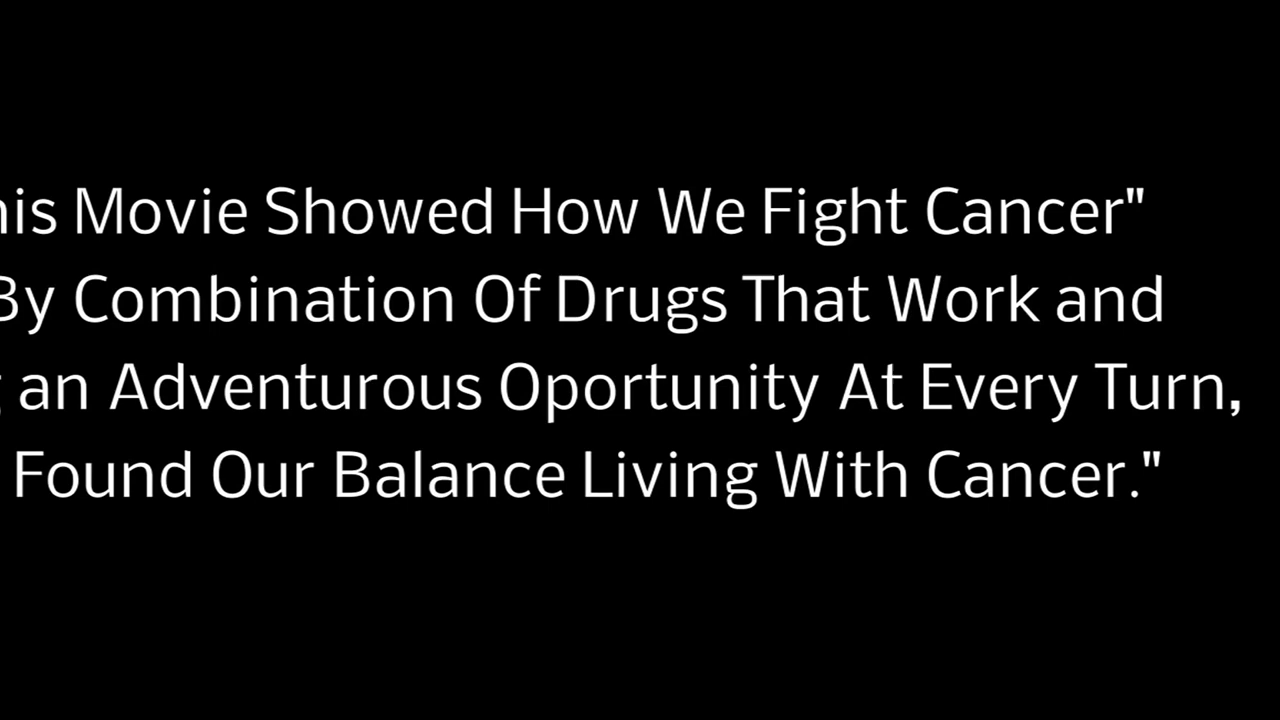 his Movie Showed How We Fight Cancer"
By Combination Of Drugs That Work and
an Adventurous Oportunity At Every Turn,
Found Our Balance Living With Cancer."